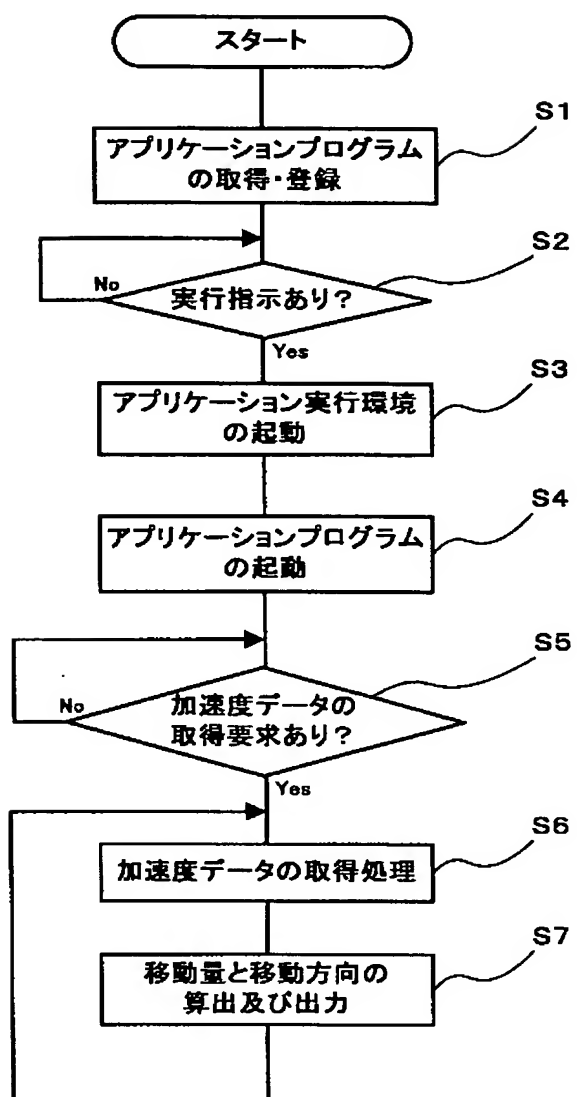 スタート
S1
アプリケーションプログラム
の取得・登録
S2
No
実行指示あり?
Yes
S3
アプリケーション実行環境
の起動
S4
アプリケーションプログラム
の起動
S5
No
加速度データの
取得要求あり?
Yes
S6
加速度データの取得処理
S7
移動量と移動方向の
算出及び出力